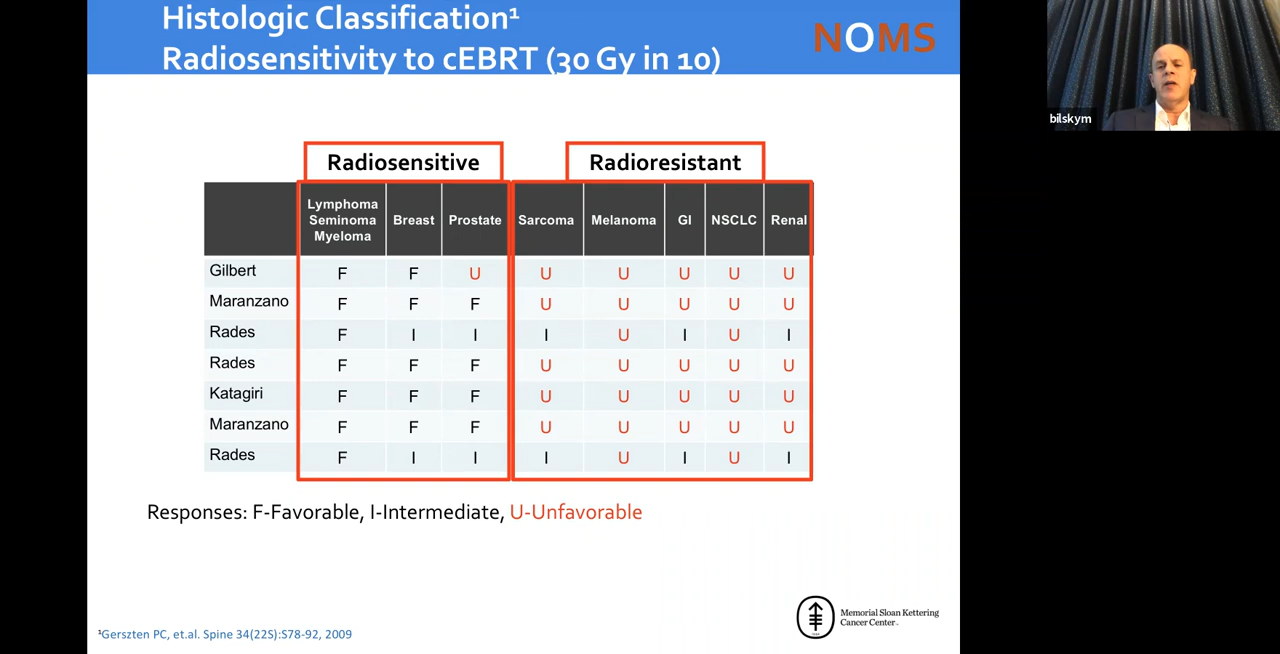 Histologic Classification¹
Radiosensitivity to cEBRT (30 Gy in 10)
NOMS
bilskym
Radiosensitive Radioresistant
Lymphoma Seminoma Myeloma Breast Prostate Sarcoma Melanoma GI NSCLC Renal
Gilbert F F U U U U U U
Maranzano F F F U U U U U
Rades F I I I U I U I
Rades F F F U U U U U
Katagiri F F F U U U U U
Maranzano F F F U U U U U
Rades F I I I U I U I
Responses: F-Favorable, I-Intermediate, U-Unfavorable
Memorial Sloan Kettering
Cancer Center
¹Gerszten PC, et.al. Spine 34(22S):S78-92, 2009